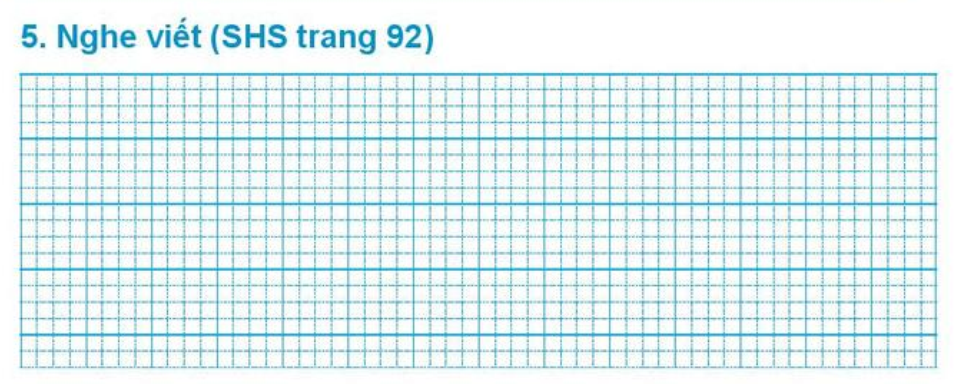 5. Nghe viết (SHS trang 92)